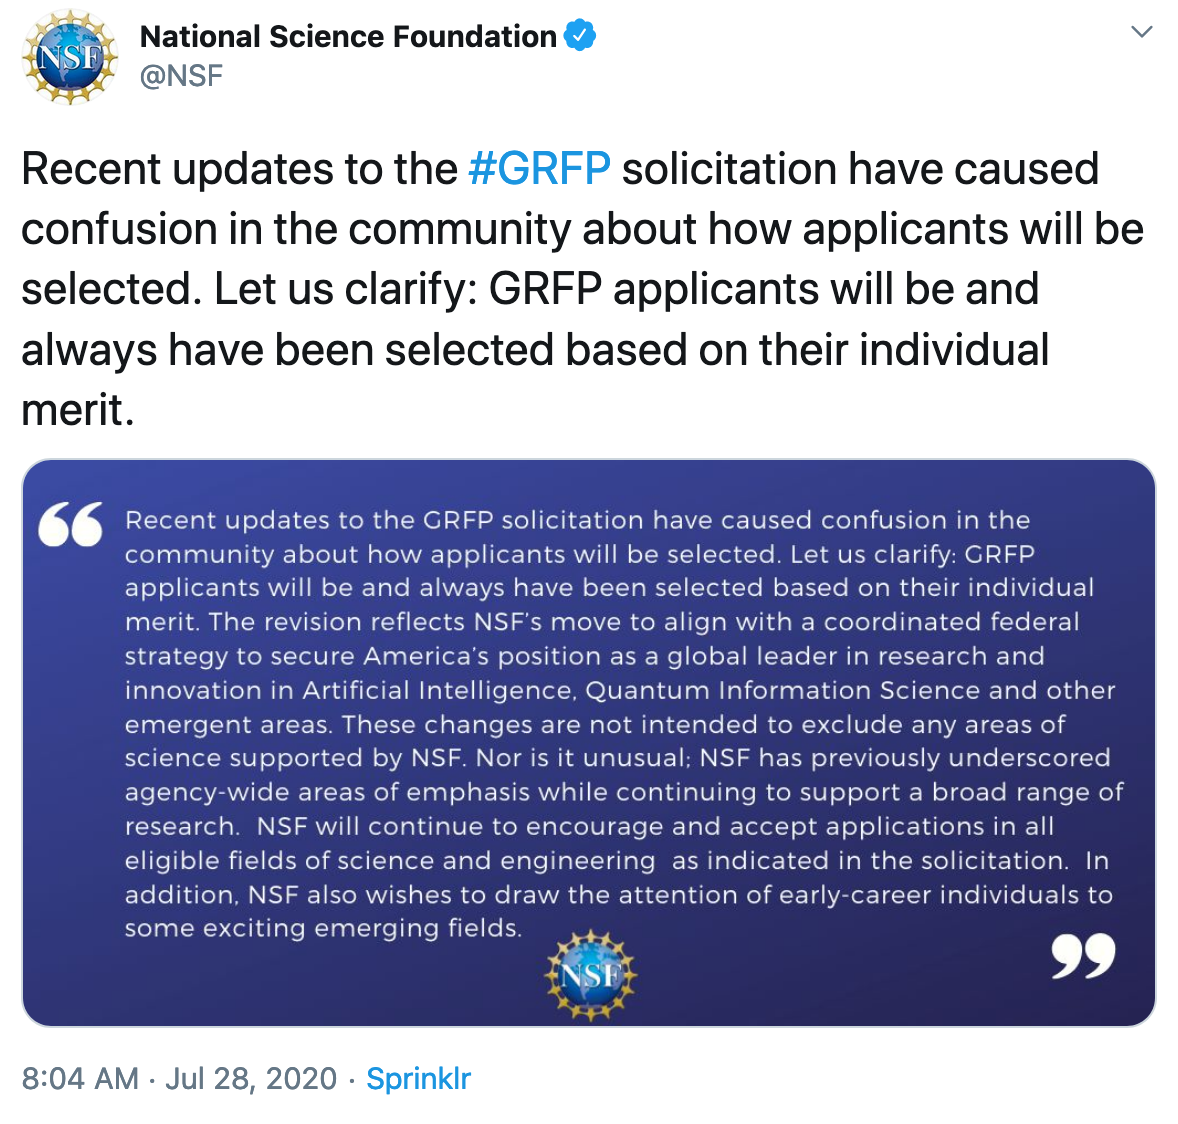 NSF
National Science Foundation
@NSF
Recent updates to the #GRFP solicitation have caused
confusion in the community about how applicants will be
selected. Let us clarify: GRFP applicants will be and
always have been selected based on their individual
merit.
“ Recent updates to the GRFP solicitation have caused confusion in the
community about how applicants will be selected. Let us clarify: GRFP
applicants will be and always have been selected based on their individual
merit. The revision reflects NSF's move to align with a coordinated federal
strategy to secure America's position as a global leader in research and
innovation in Artificial Intelligence, Quantum Information Science and other
emergent areas. These changes are not intended to exclude any areas of
science supported by NSF. Nor is it unusual; NSF has previously underscored
agency-wide areas of emphasis while continuing to support a broad range of
research.  NSF will continue to encourage and accept applications in all
eligible fields of science and engineering  as indicated in the solicitation.  In
addition, NSF also wishes to draw the attention of early-career individuals to
some exciting emerging fields. ”
NSF
8:04 AM · Jul 28, 2020 · Sprinklr